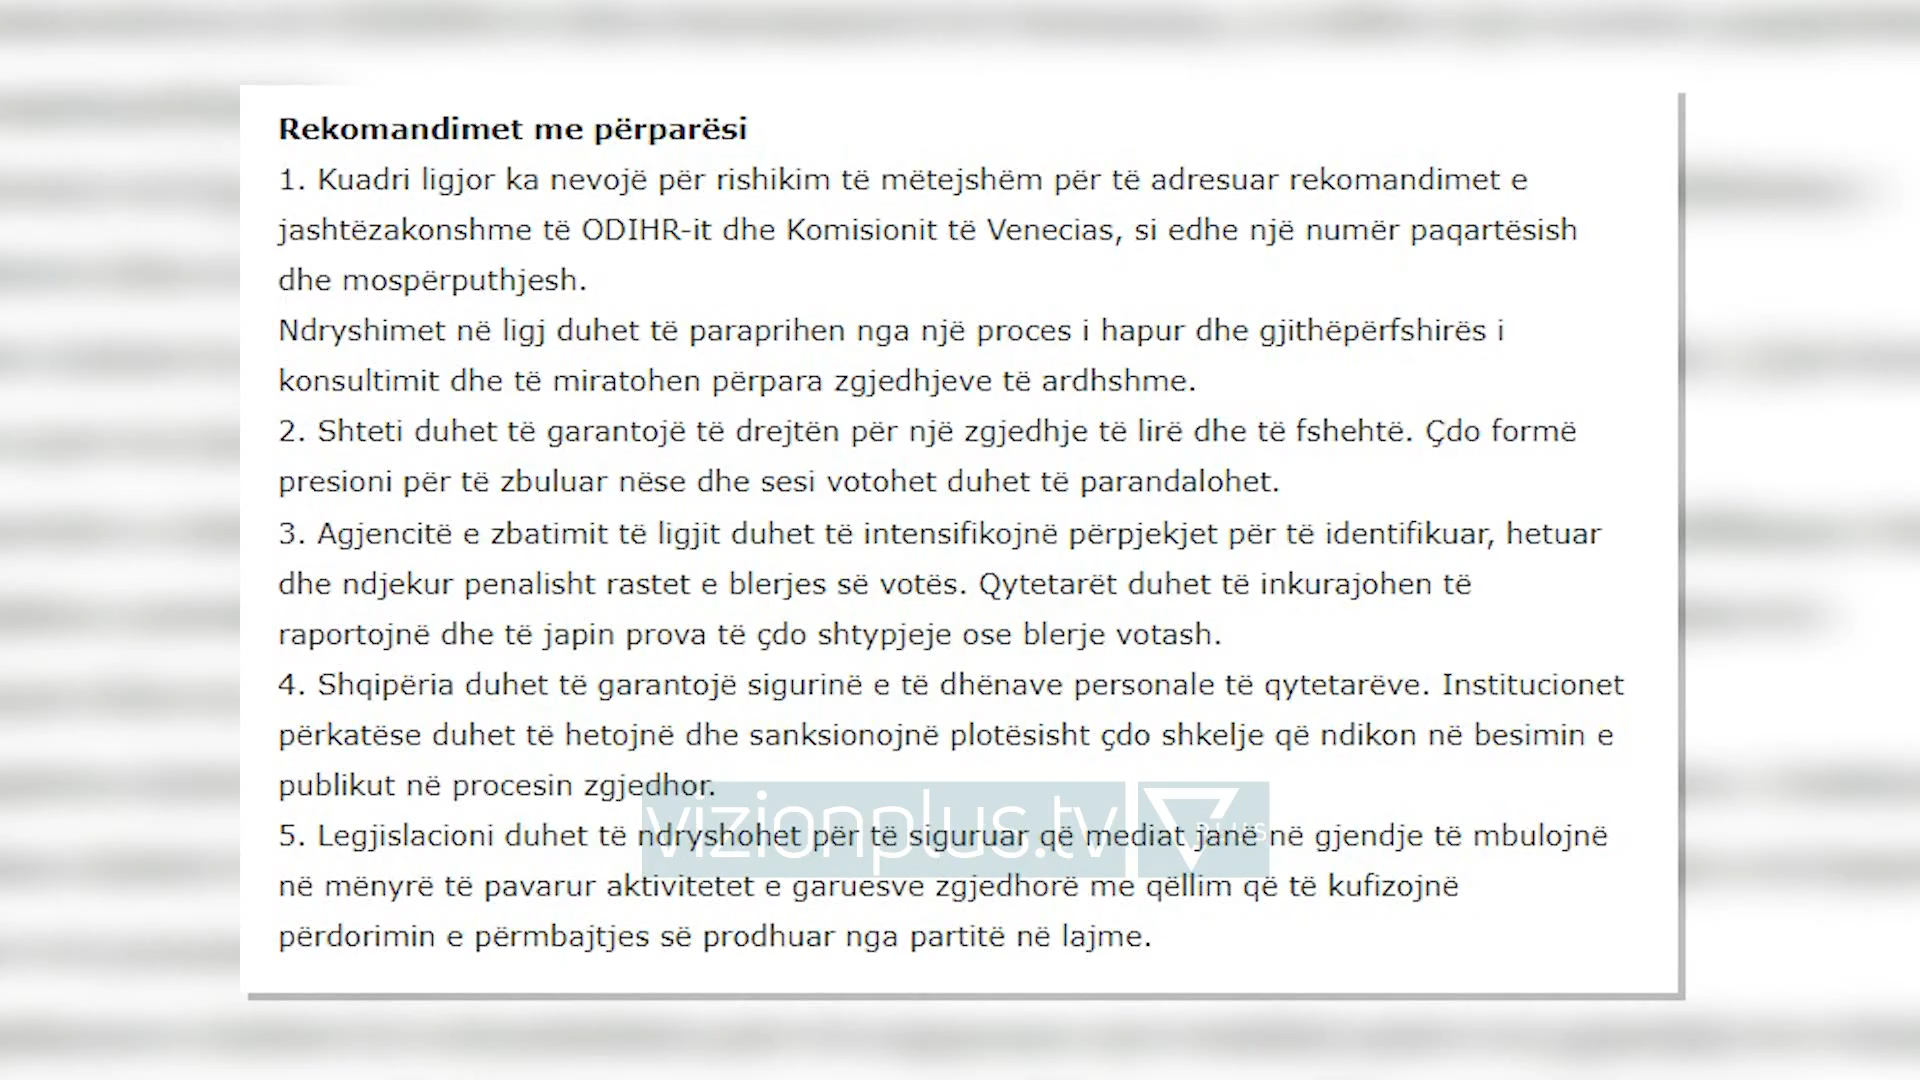 Rekomandimet me përparësi
1. Kuadri ligjor ka nevojë për rishikim të mëtejshëm për të adresuar rekomandimet e
jashtëzakonshme të ODIHR-it dhe Komisionit të Venecias, si edhe një numër paqartësish
dhe mospërputhjesh.
Ndryshimet në ligj duhet të paraprihen nga një proces i hapur dhe gjithëpërfshirës i
konsultimit dhe të miratohen përpara zgjedhjeve të ardhshme.
2. Shteti duhet të garantojë të drejtën për një zgjedhje të lirë dhe të fshehtë. Çdo formë
presioni për të zbuluar nëse dhe sesi votohet duhet të parandalohet.
3. Agjencitë e zbatimit të ligjit duhet të intensifikojnë përpjekjet për të identifikuar, hetuar
dhe ndjekur penalisht rastet e blerjes së votës. Qytetarët duhet të inkurajohen të
raportojnë dhe të japin prova të çdo shtypjeje ose blerje votash.
4. Shqipëria duhet të garantojë sigurinë e të dhënave personale të qytetarëve. Institucionet
përkatëse duhet të hetojnë dhe sanksionojnë plotësisht çdo shkelje që ndikon në besimin e
publikut në procesin zgjedhor.
vizionplus.tv PLUS
5. Legjislacioni duhet të ndryshohet për të siguruar që mediat janë në gjendje të mbulojnë
në mënyrë të pavarur aktivitetet e garuesve zgjedhorë me qëllim që të kufizojnë
përdorimin e përmbajtjes së prodhuar nga partitë në lajme.